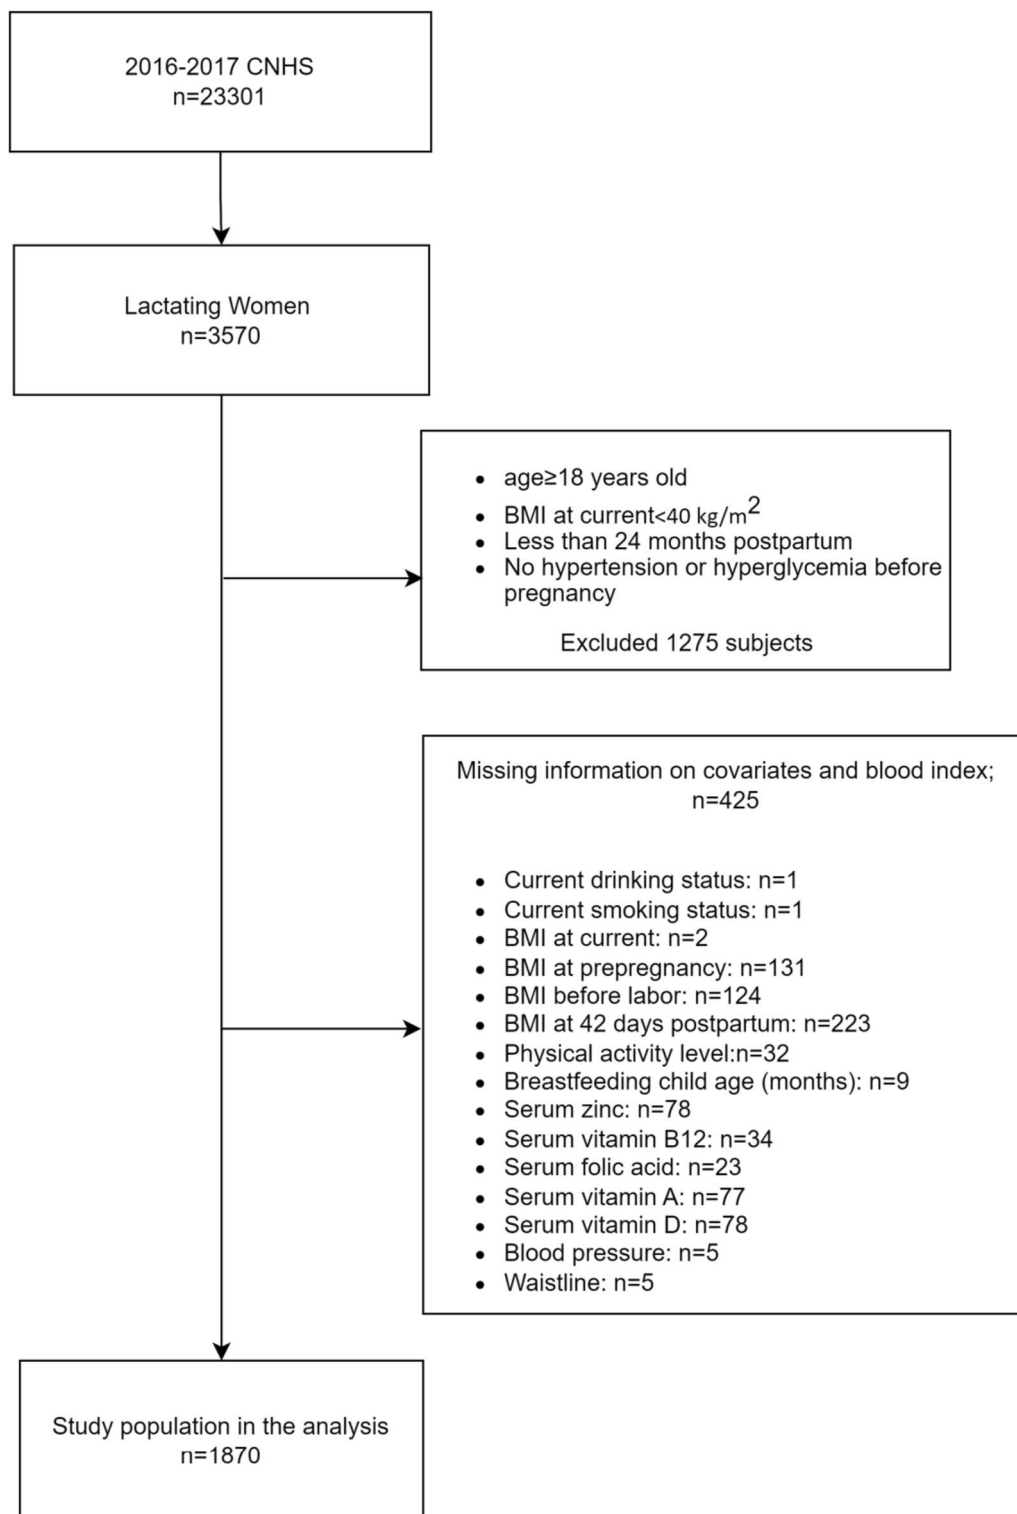 2016-2017 CNHS
n=23301
Lactating Women
n=3570
• age≥18 years old
• BMI at current<40 kg/m²
• Less than 24 months postpartum
• No hypertension or hyperglycemia before
pregnancy
Excluded 1275 subjects
Missing information on covariates and blood index;
n=425
• Current drinking status: n=1
• Current smoking status: n=1
• BMI at current: n=2
• BMI at prepregnancy: n=131
• BMI before labor: n=124
• BMI at 42 days postpartum: n=223
• Physical activity level:n=32
• Breastfeeding child age (months): n=9
• Serum zinc: n=78
• Serum vitamin B12: n=34
• Serum folic acid: n=23
• Serum vitamin A: n=77
• Serum vitamin D: n=78
• Blood pressure: n=5
• Waistline: n=5
Study population in the analysis
n=1870